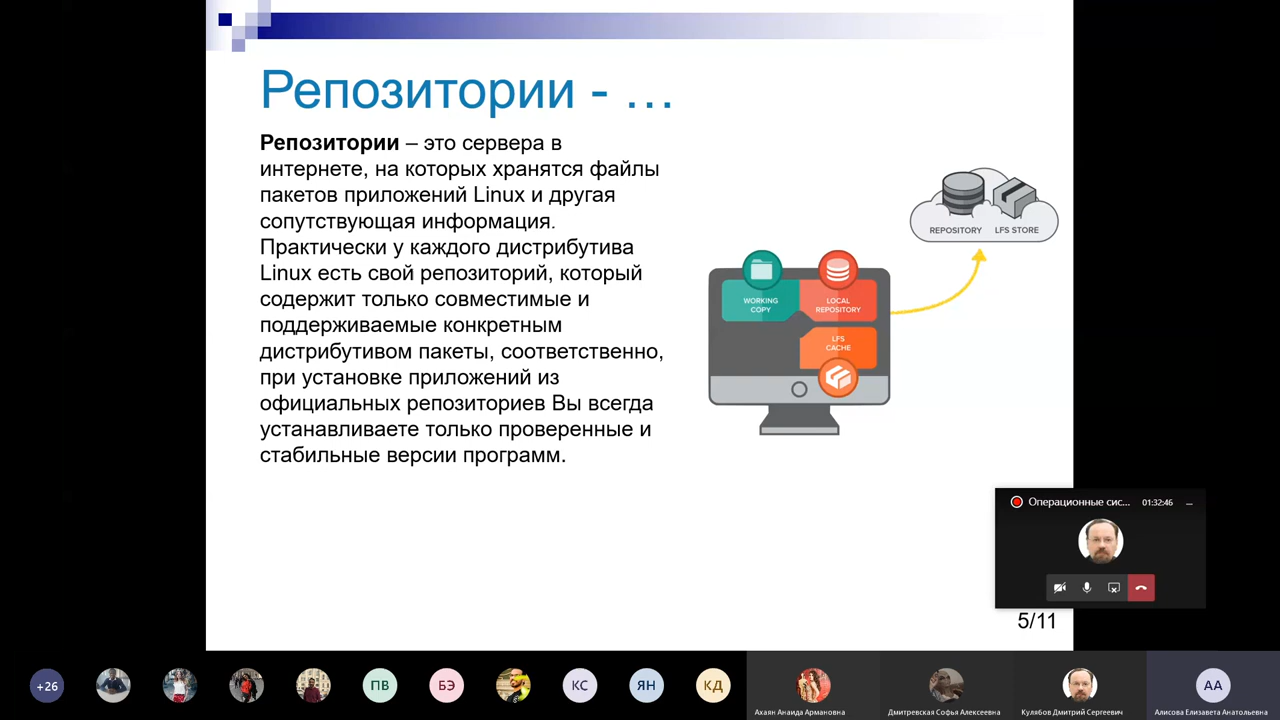 Репозитории - ...
Репозитории – это сервера в
интернете, на которых хранятся файлы
пакетов приложений Linux и другая
сопутствующая информация.
Практически у каждого дистрибутива
Linux есть свой репозиторий, который
содержит только совместимые и
поддерживаемые конкретным
дистрибутивом пакеты, соответственно,
при установке приложений из
официальных репозиториев Вы всегда
устанавливаете только проверенные и
стабильные версии программ.
REPOSITORY LFS STORE
WORKING
COPY
LOCAL
REPOSITORY
LFS
CACHE
Операционные сис... 01:32:46
5/11
+26
ПВ
БЭ
КС
ЯН
КД
АА
Ахаян Анаида Армановна
Дмитревская Софья Алексеевна
Кулябов Дмитрий Сергеевич
Алисова Елизавета Анатольевна